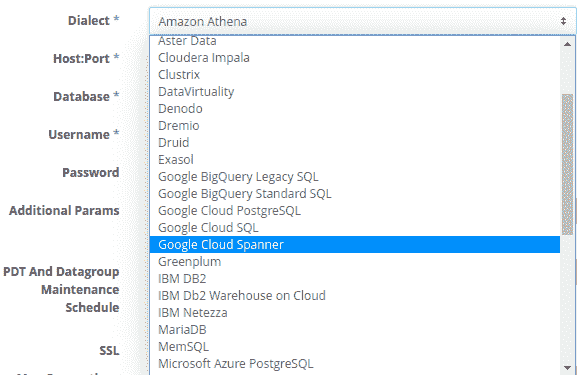 Dialect * Amazon Athena
Aster Data
Host:Port * Cloudera Impala
Clustrix
Database * DataVirtuality
Denodo
Dremio
Username * Druid
Exasol
Password Google BigQuery Legacy SQL
Google BigQuery Standard SQL
Additional Params Google Cloud PostgreSQL
Google Cloud SQL
Google Cloud Spanner
Greenplum
PDT And Datagroup
Maintenance
Schedule
IBM DB2
IBM Db2 Warehouse on Cloud
IBM Netezza
MariaDB
SSL MemSQL
Microsoft Azure PostgreSQL